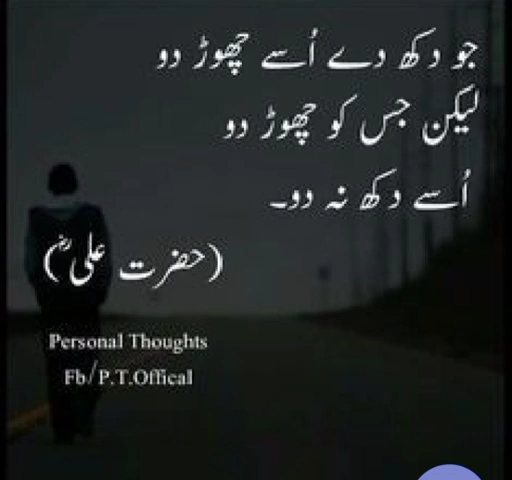 جو دکھ دے اُسے چھوڑ دو
لیکن جس کو چھوڑ دو
اُسے دکھ نہ دو۔
(حضرت علیؓ)
Personal Thoughts
Fb/P.T.Offical